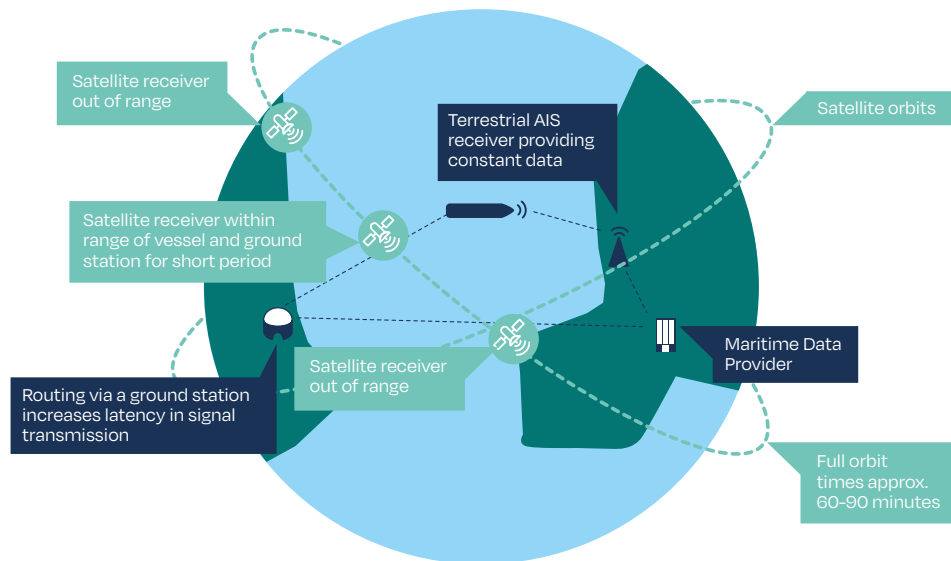 Satellite receiver
out of range
Terrestrial AIS
receiver providing
constant data
Satellite orbits
Satellite receiver within
range of vessel and ground
station for short period
Maritime Data
Provider
Satellite receiver
out of range
Routing via a ground station
increases latency in signal
transmission
Full orbit
times approx.
60-90 minutes